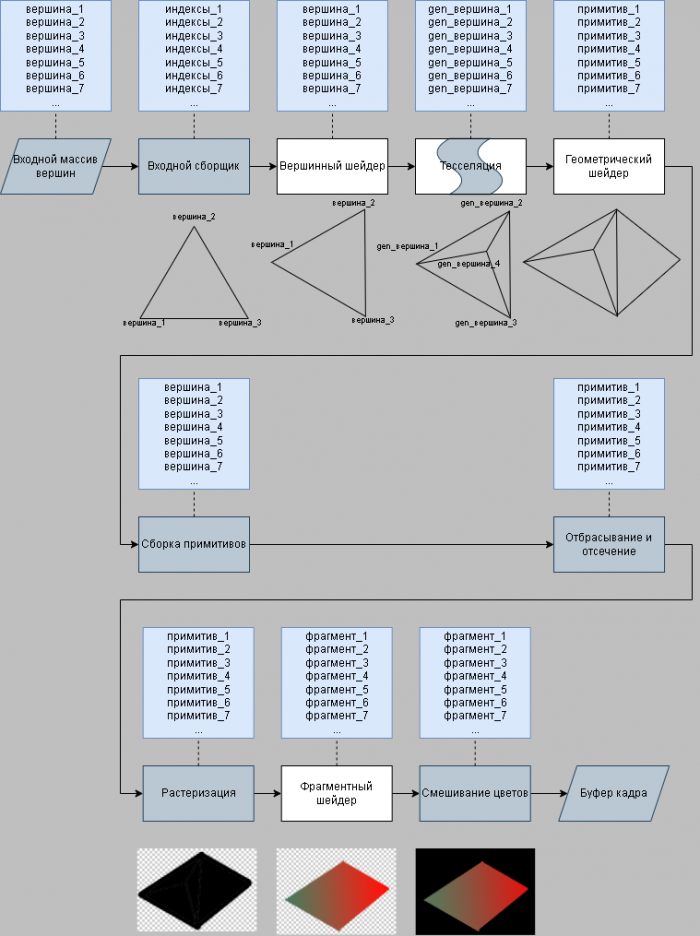 вершина_1
вершина_2
вершина_3
вершина_4
вершина_5
вершина_6
вершина_7
...
индексы_1
индексы_2
индексы_3
индексы_4
индексы_5
индексы_6
индексы_7
...
вершина_1
вершина_2
вершина_3
вершина_4
вершина_5
вершина_6
вершина_7
...
gen_вершина_1
gen_вершина_2
gen_вершина_3
gen_вершина_4
gen_вершина_5
gen_вершина_6
gen_вершина_7
...
примитив_1
примитив_2
примитив_3
примитив_4
примитив_5
примитив_6
примитив_7
...
Входной массив
вершин
Входной сборщик
Вершинный шейдер
Тесселяция
Геометрический
шейдер
вершина_2
вершина_1
вершина_3
вершина_2
вершина_1
вершина_3
gen_вершина_2
gen_вершина_1
gen_вершина_4
gen_вершина_3
вершина_1
вершина_2
вершина_3
вершина_4
вершина_5
вершина_6
вершина_7
...
примитив_1
примитив_2
примитив_3
примитив_4
примитив_5
примитив_6
примитив_7
...
Сборка примитивов
Отбрасывание и
отсечение
примитив_1
примитив_2
примитив_3
примитив_4
примитив_5
примитив_6
примитив_7
...
фрагмент_1
фрагмент_2
фрагмент_3
фрагмент_4
фрагмент_5
фрагмент_6
фрагмент_7
...
фрагмент_1
фрагмент_2
фрагмент_3
фрагмент_4
фрагмент_5
фрагмент_6
фрагмент_7
...
Растеризация
Фрагментный
шейдер
Смешивание цветов
Буфер кадра